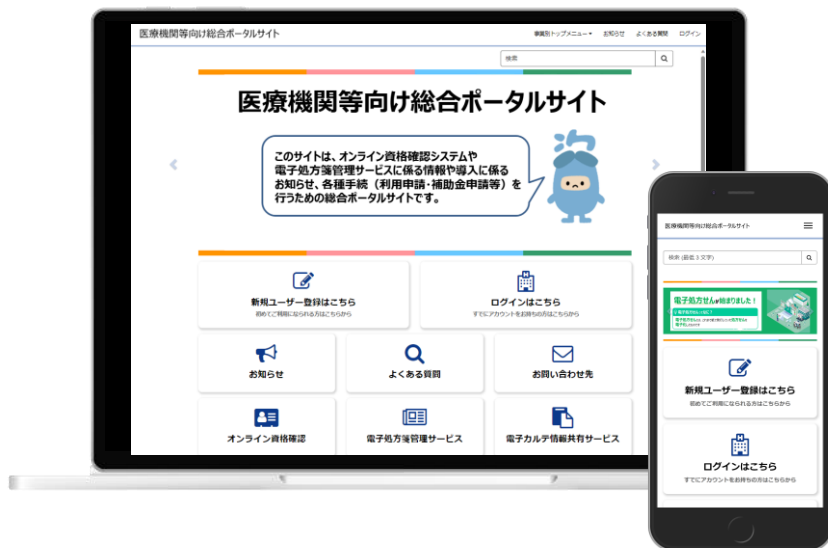 医療機関等向け総合ポータルサイト
事業別トップメニュー お知らせ よくある質問 ログイン
検索
医療機関等向け総合ポータルサイト
このサイトは、オンライン資格確認システムや
電子処方箋管理サービスに係る情報や導入に係る
お知らせ、各種手続（利用申請・補助金申請等）を
行うための総合ポータルサイトです。
新規ユーザー登録はこちら
初めてご利用になられる方はこちらから
ログインはこちら
すでにアカウントをお持ちの方はこちらから
お知らせ
よくある質問
お問い合わせ先
オンライン資格確認
電子処方箋管理サービス
電子カルテ情報共有サービス
医療機関等向け総合ポータルサイト
検索 (最低3文字)
電子処方せんが始まりました！
新規ユーザー登録はこちら
初めてご利用になられる方はこちらから
ログインはこちら
すでにアカウントをお持ちの方はこちらから